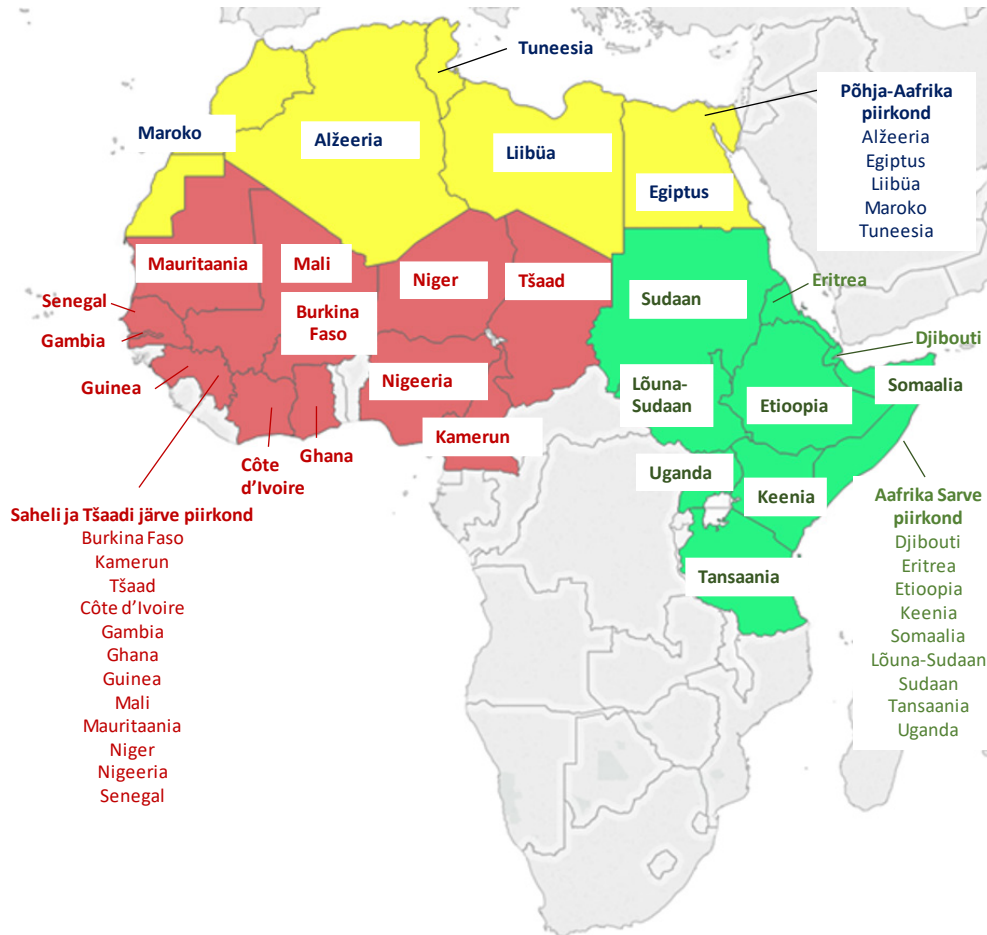 Tuneesia
Maroko
Alžeeria
Liibüa
Egiptus
Põhja-Aafrika
piirkond
Alžeeria
Egiptus
Liibüa
Maroko
Tuneesia
Mauritaania
Mali
Niger
Tšaad
Burkina
Faso
Senegal
Gambia
Guinea
Nigeeria
Kamerun
Côte
d’Ivoire
Ghana
Sudaan
Eritrea
Djibouti
Somaalia
Lõuna-
Sudaan
Etioopia
Uganda
Keenia
Tansaania
Saheli ja Tšaadi järve piirkond
Burkina Faso
Kamerun
Tšaad
Côte d’Ivoire
Gambia
Ghana
Guinea
Mali
Mauritaania
Niger
Nigeeria
Senegal
Aafrika Sarve
piirkond
Djibouti
Eritrea
Etioopia
Keenia
Somaalia
Lõuna-Sudaan
Sudaan
Tansaania
Uganda